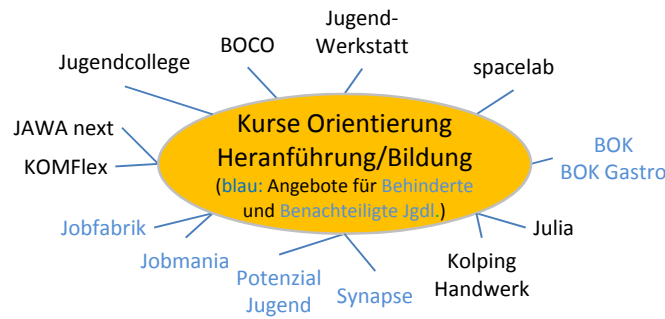 Jugend-
Werkstatt
BOCO
Jugendcollege
spacelab
JAWA next
KOMFlex
Kurse Orientierung
Heranführung/Bildung
(blau: Angebote für Behinderte
und Benachteiligte Jgdl.)
BOK
BOK Gastro
Jobfabrik
Jobmania
Potenzial
Jugend
Synapse
Kolping
Handwerk
Julia